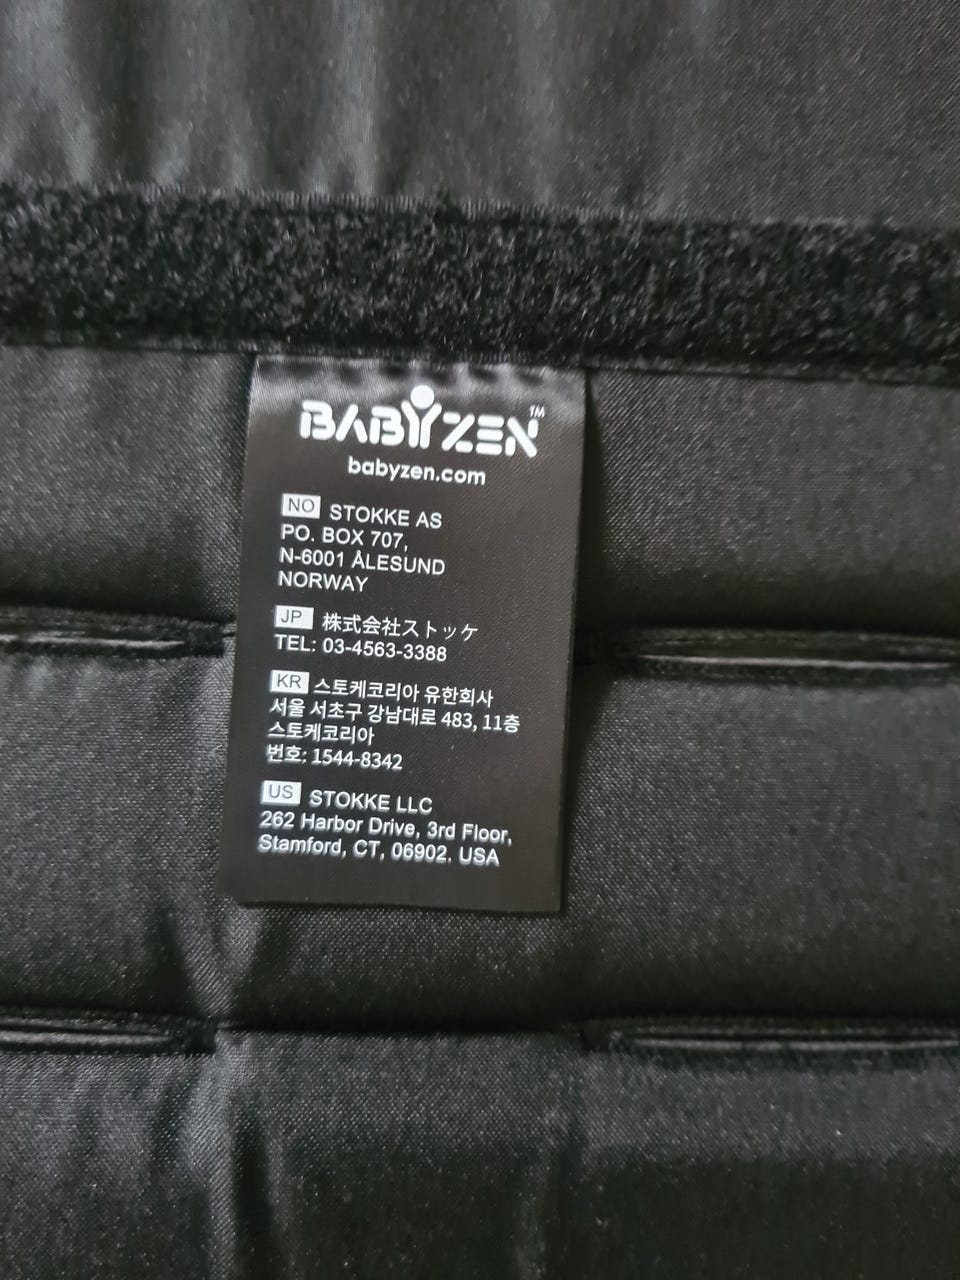 BABYZEN™
babyzen.com
NO STOKKE AS
PO. BOX 707,
N-6001 ÅLESUND
NORWAY
JP 株式会社ストッケ
TEL: 03-4563-3388
KR 스토케코리아 유한회사
서울 서초구 강남대로 483, 11층
스토케코리아
번호: 1544-8342
US STOKKE LLC
262 Harbor Drive, 3rd Floor,
Stamford, CT, 06902. USA